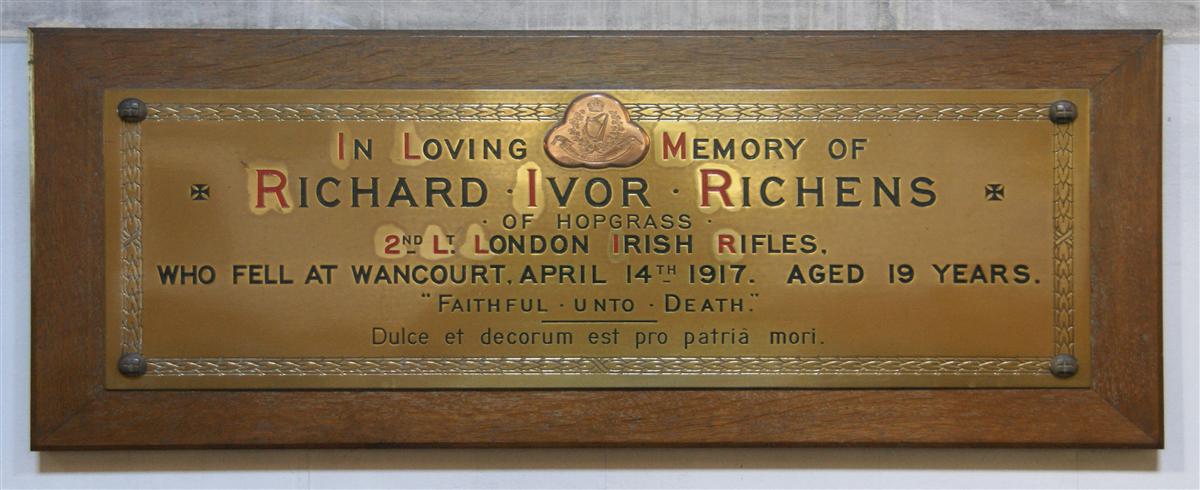 IN LOVING MEMORY OF
RICHARD · IVOR · RICHENS
· OF HOPGRASS ·
2ND LT. LONDON IRISH RIFLES,
WHO FELL AT WANCOURT, APRIL 14TH 1917. AGED 19 YEARS.
"FAITHFUL · UNTO · DEATH."
Dulce et decorum est pro patriâ mori.